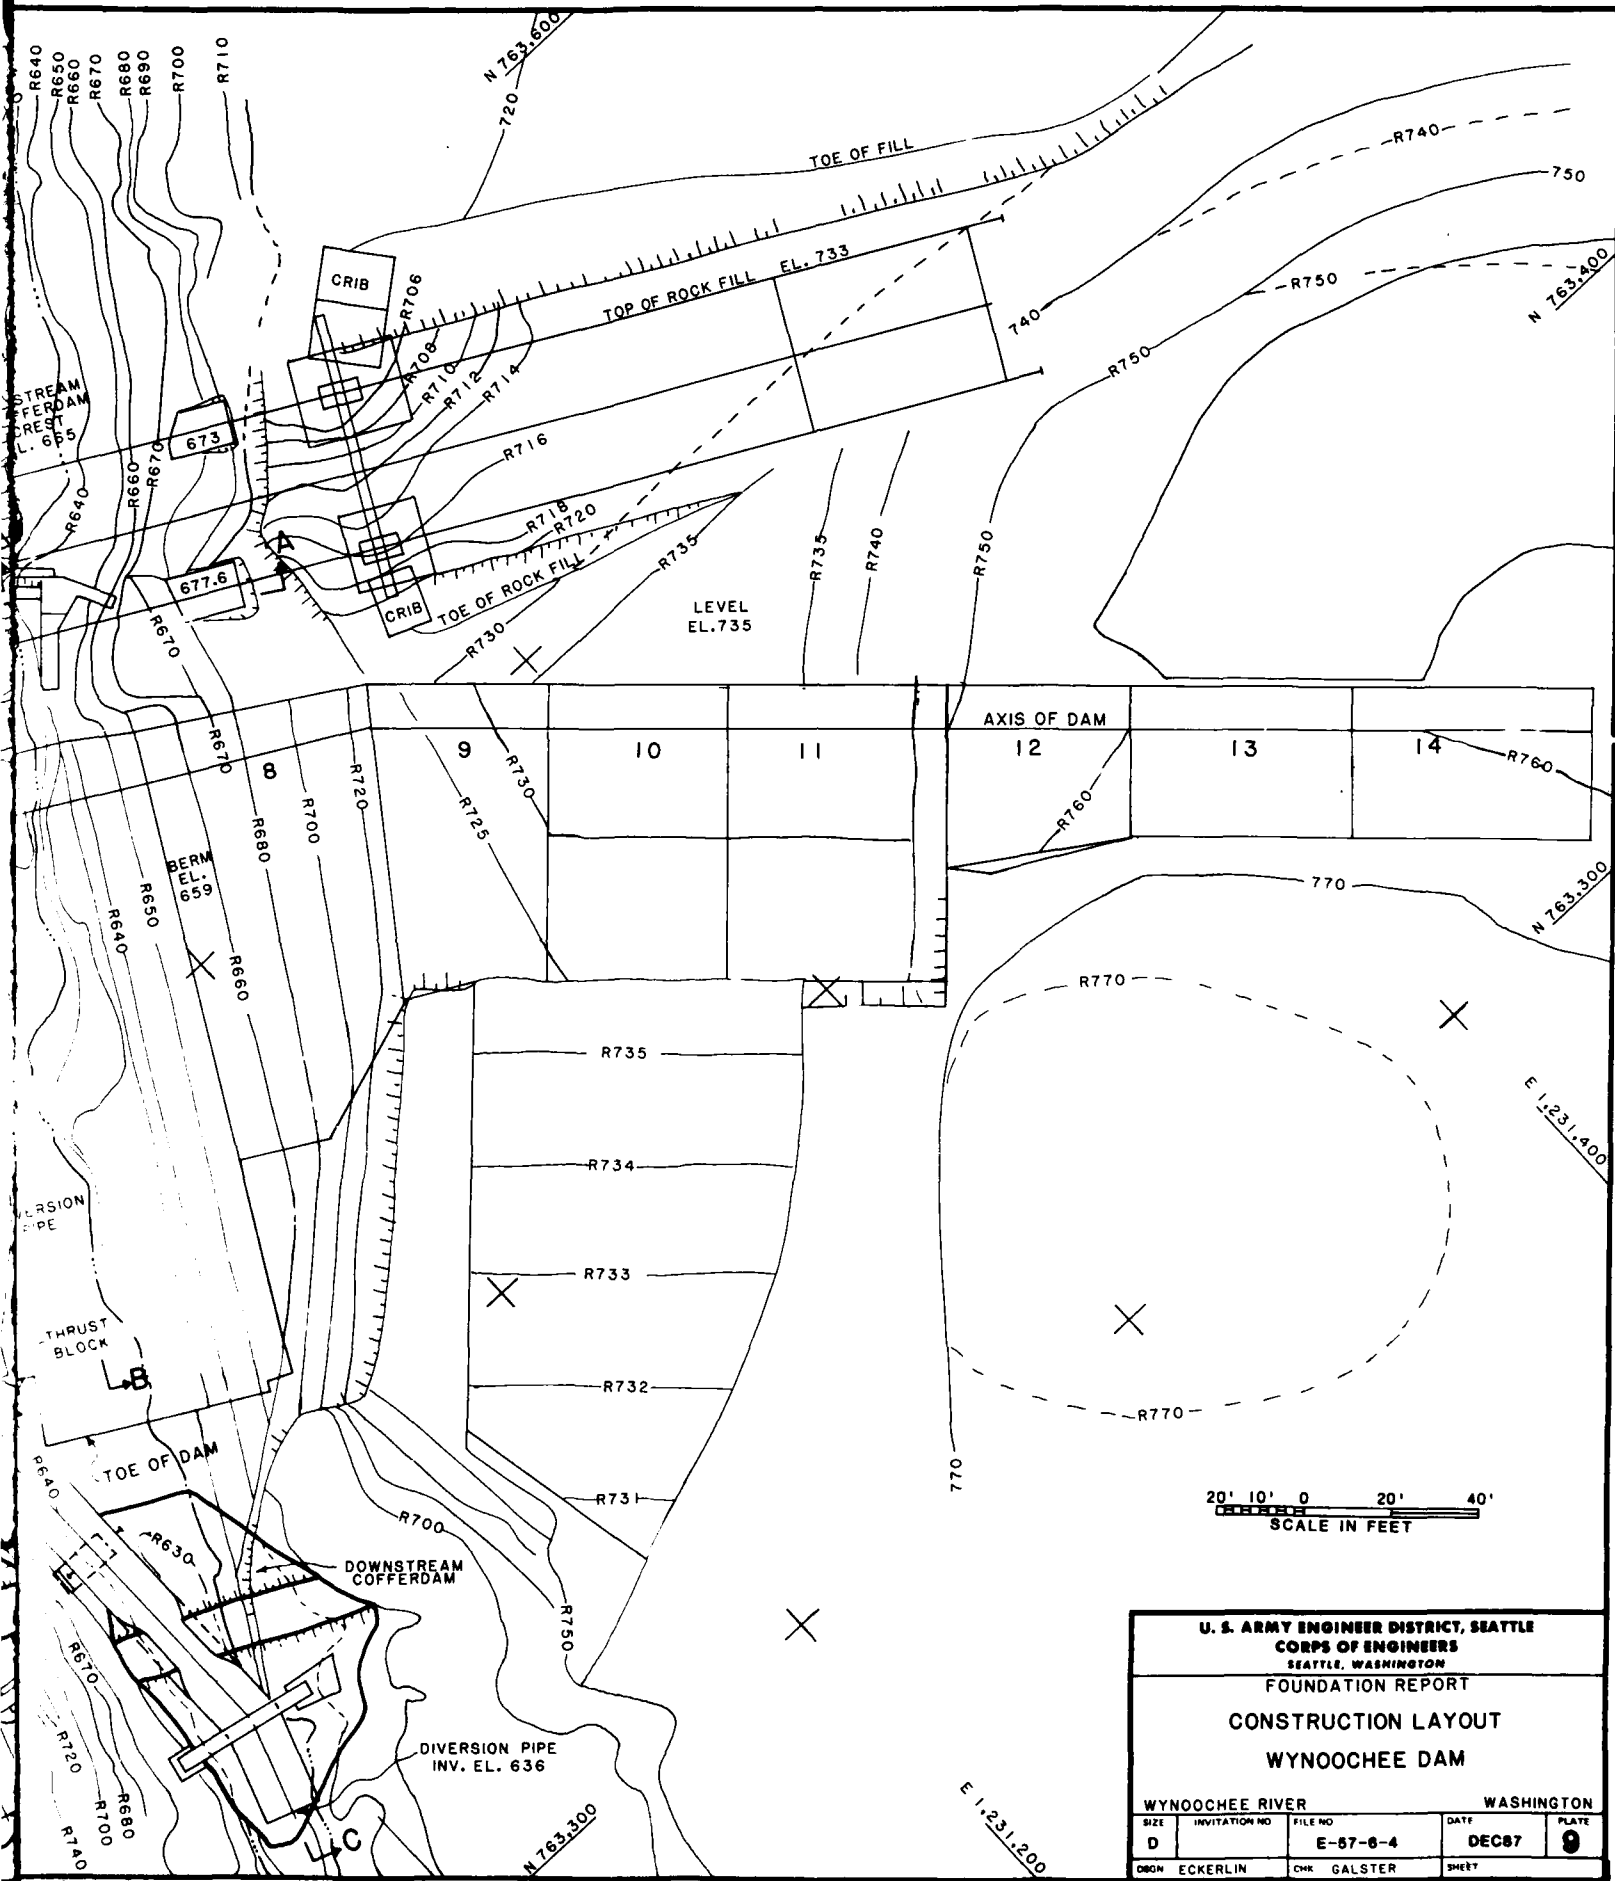 R640
R650
R660
R670
R680
R690
R700
R710
N 763,600
720
TOE OF FILL
R740
750
CRIB
R706
TOP OF ROCK FILL EL. 733
R750
N 763,400
740
R708
R710
R712
R714
R750
CREST
673
R716
R660
R670
R640
R718
R720
R735
R735
R740
R750
A
677.6
CRIB
TOE OF ROCK FILL
R730
LEVEL
EL.735
R670
AXIS OF DAM
8
9
10
11
12
13
14
R670
R720
R730
R760
R700
R680
R725
R760
BERM
EL.
659
R640
R650
R660
770
N 763,300
R770
R735
E 1,231,400
R734
PIPE
R733
THRUST
BLOCK
B
R732
R770
TOE OF DAM
R640
770
R731
R700
20' 10' 0 20' 40'
SCALE IN FEET
R630
DOWNSTREAM
COFFERDAM
R750
R670
R720
R700
R680
R740
DIVERSION PIPE
INV. EL. 636
C
N 763,300
E 1,231,200
U. S. ARMY ENGINEER DISTRICT, SEATTLE
CORPS OF ENGINEERS
SEATTLE, WASHINGTON
FOUNDATION REPORT
CONSTRUCTION LAYOUT
WYNOOCHEE DAM
WYNOOCHEE RIVER WASHINGTON
SIZE INVITATION NO FILE NO DATE PLATE
D E-57-6-4 DEC87 9
DSGN ECKERLIN CHK GALSTER SHEET